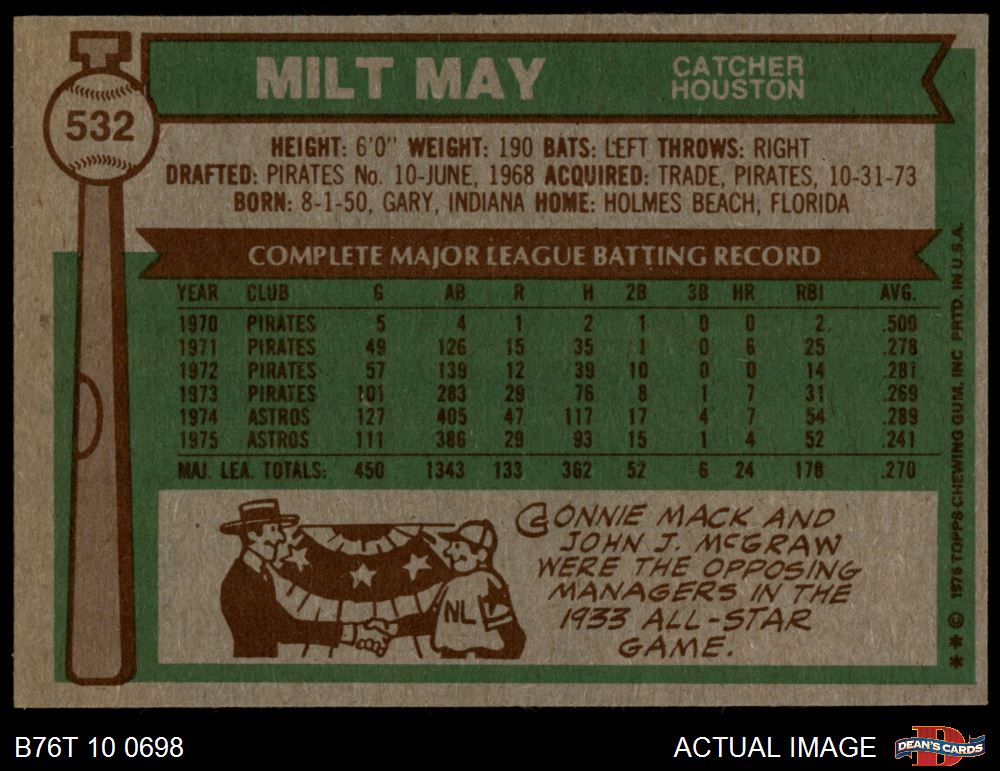 532
MILT MAY
CATCHER
HOUSTON
HEIGHT: 6'0" WEIGHT: 190 BATS: LEFT THROWS: RIGHT
DRAFTED: PIRATES No. 10-JUNE, 1968 ACQUIRED: TRADE, PIRATES, 10-31-73
BORN: 8-1-50, GARY, INDIANA HOME: HOLMES BEACH, FLORIDA
COMPLETE MAJOR LEAGUE BATTING RECORD
YEAR CLUB G AB R H 2B 3B HR RBI AVG.
1970 PIRATES 5 4 1 2 1 0 0 2 .500
1971 PIRATES 49 126 15 35 1 0 6 25 .278
1972 PIRATES 57 139 12 39 10 0 0 14 .281
1973 PIRATES 101 283 29 76 8 1 7 31 .269
1974 ASTROS 127 405 47 117 17 4 7 54 .289
1975 ASTROS 111 386 29 93 15 1 4 52 .241
MAJ. LEA. TOTALS: 450 1343 133 362 52 6 24 178 .270
CONNIE MACK AND
JOHN J. McGRAW
WERE THE OPPOSING
MANAGERS IN THE
1933 ALL-STAR
GAME.
NL
* * © 1976 TOPPS CHEWING GUM, INC PRTD. IN U.S.A.
B76T 10 0698
ACTUAL IMAGE
DEAN'S CARDS